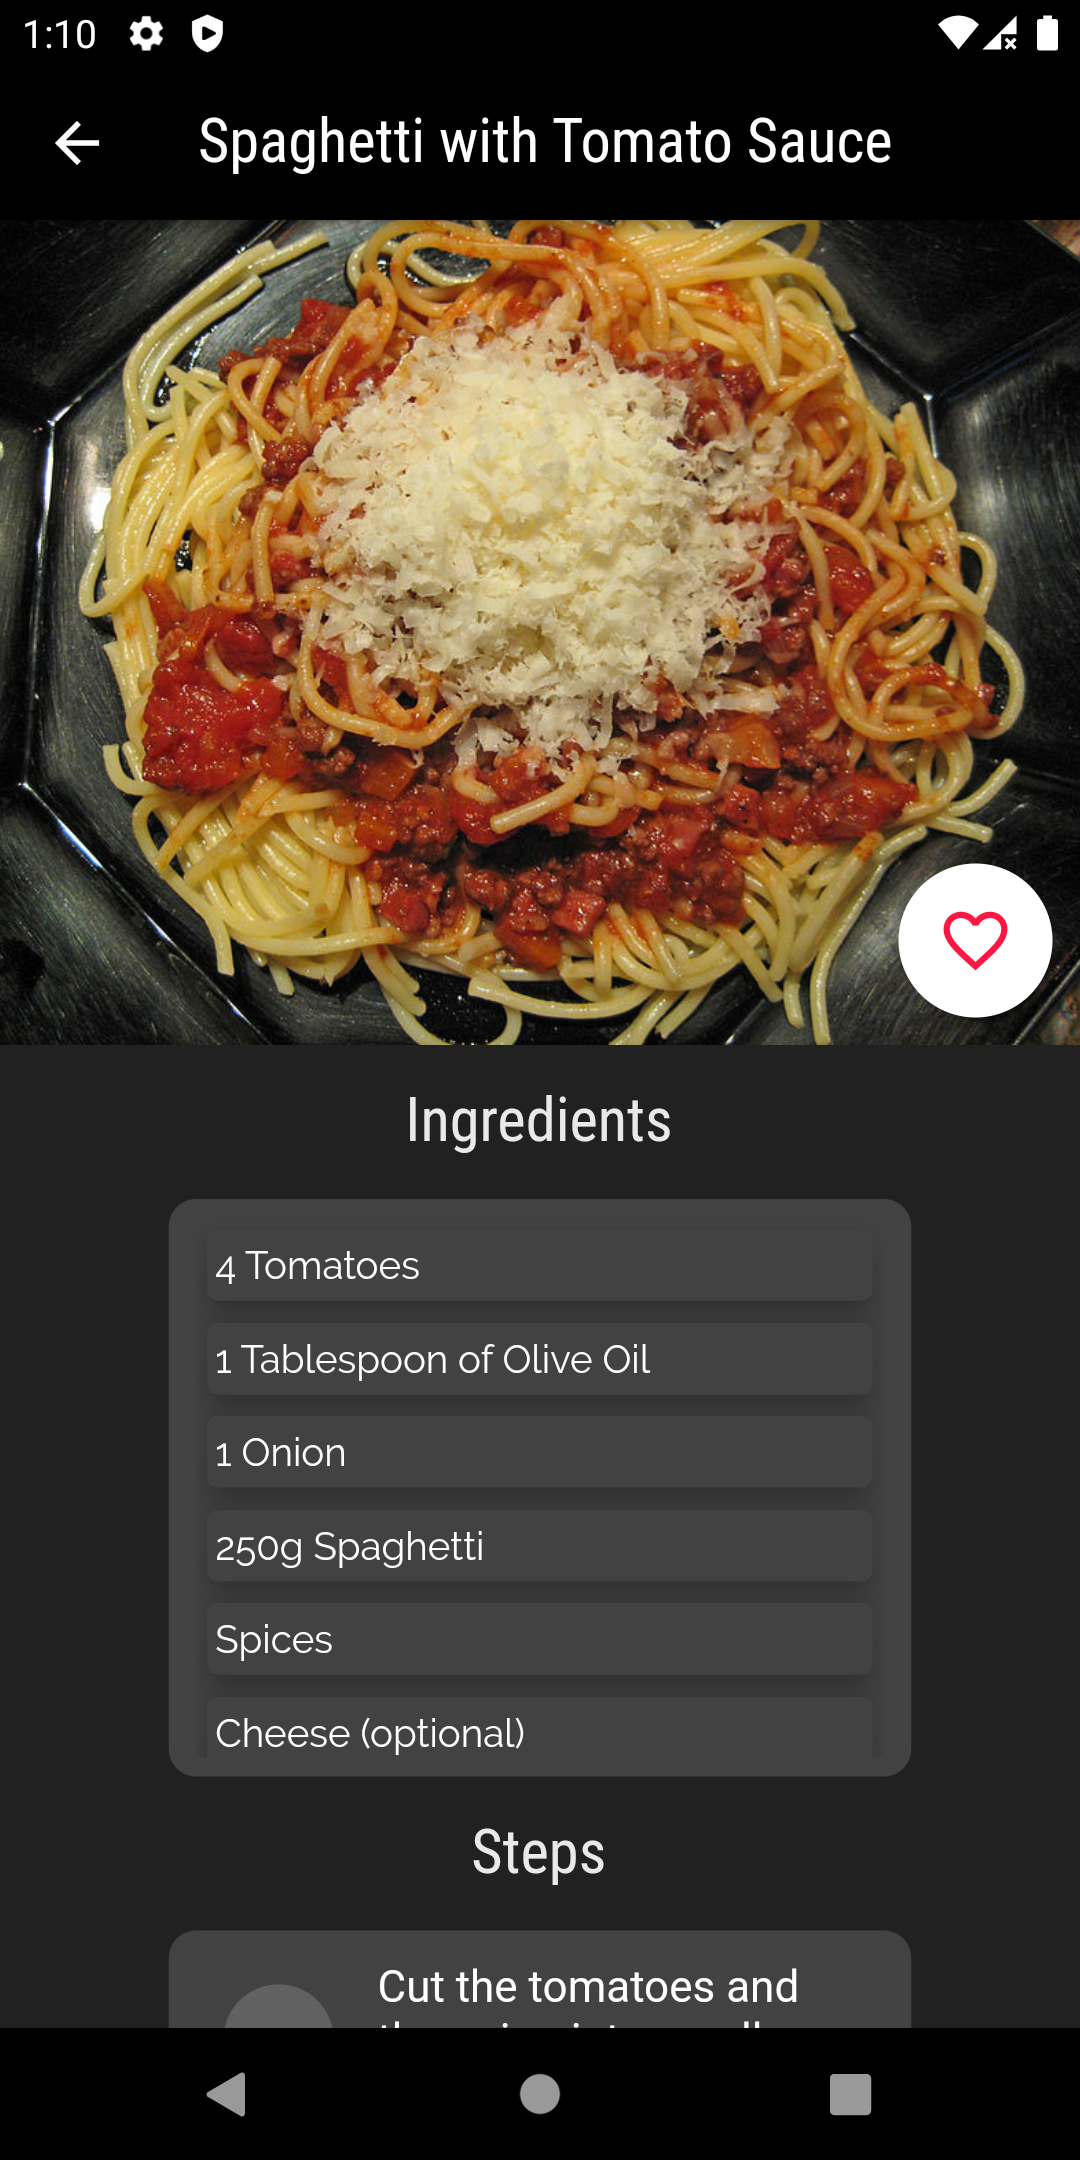 1:10
Spaghetti with Tomato Sauce
Ingredients
4 Tomatoes
1 Tablespoon of Olive Oil
1 Onion
250g Spaghetti
Spices
Cheese (optional)
Steps
Cut the tomatoes and